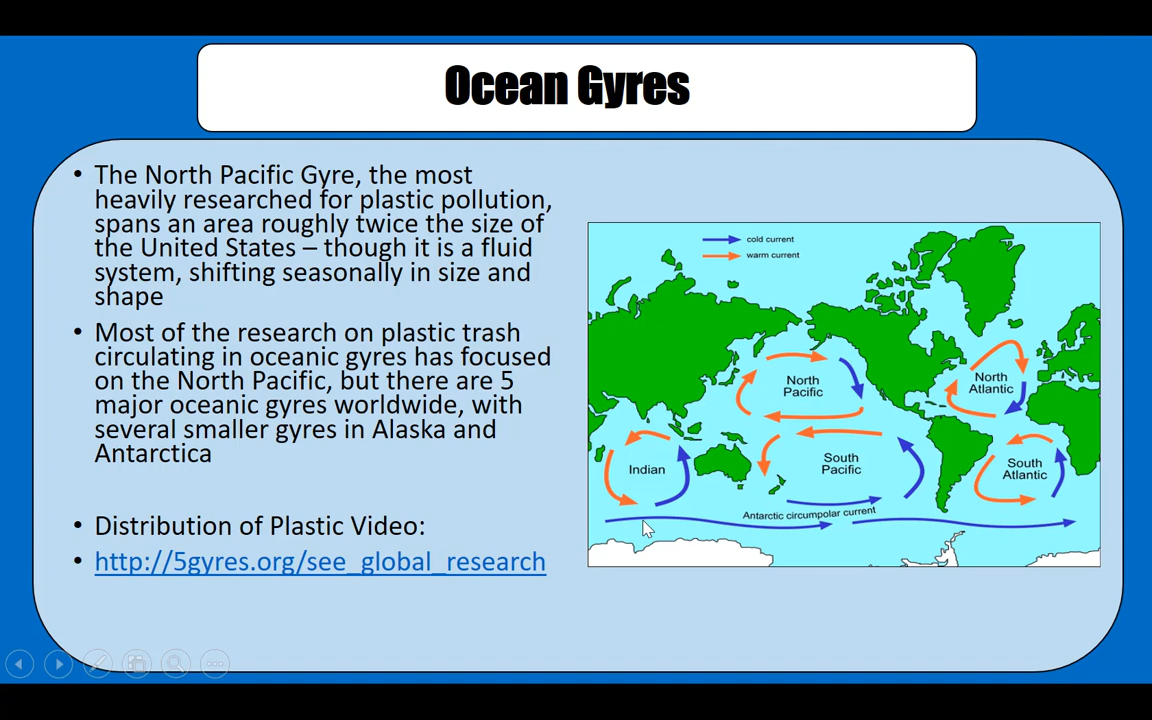 Ocean Gyres
• The North Pacific Gyre, the most
heavily researched for plastic pollution,
spans an area roughly twice the size of
the United States – though it is a fluid
system, shifting seasonally in size and
shape
• Most of the research on plastic trash
circulating in oceanic gyres has focused
on the North Pacific, but there are 5
major oceanic gyres worldwide, with
several smaller gyres in Alaska and
Antarctica
• Distribution of Plastic Video:
• http://5gyres.org/see_global_research
cold current
warm current
North
Pacific
North
Atlantic
Indian
South
Pacific
South
Atlantic
Antarctic circumpolar current